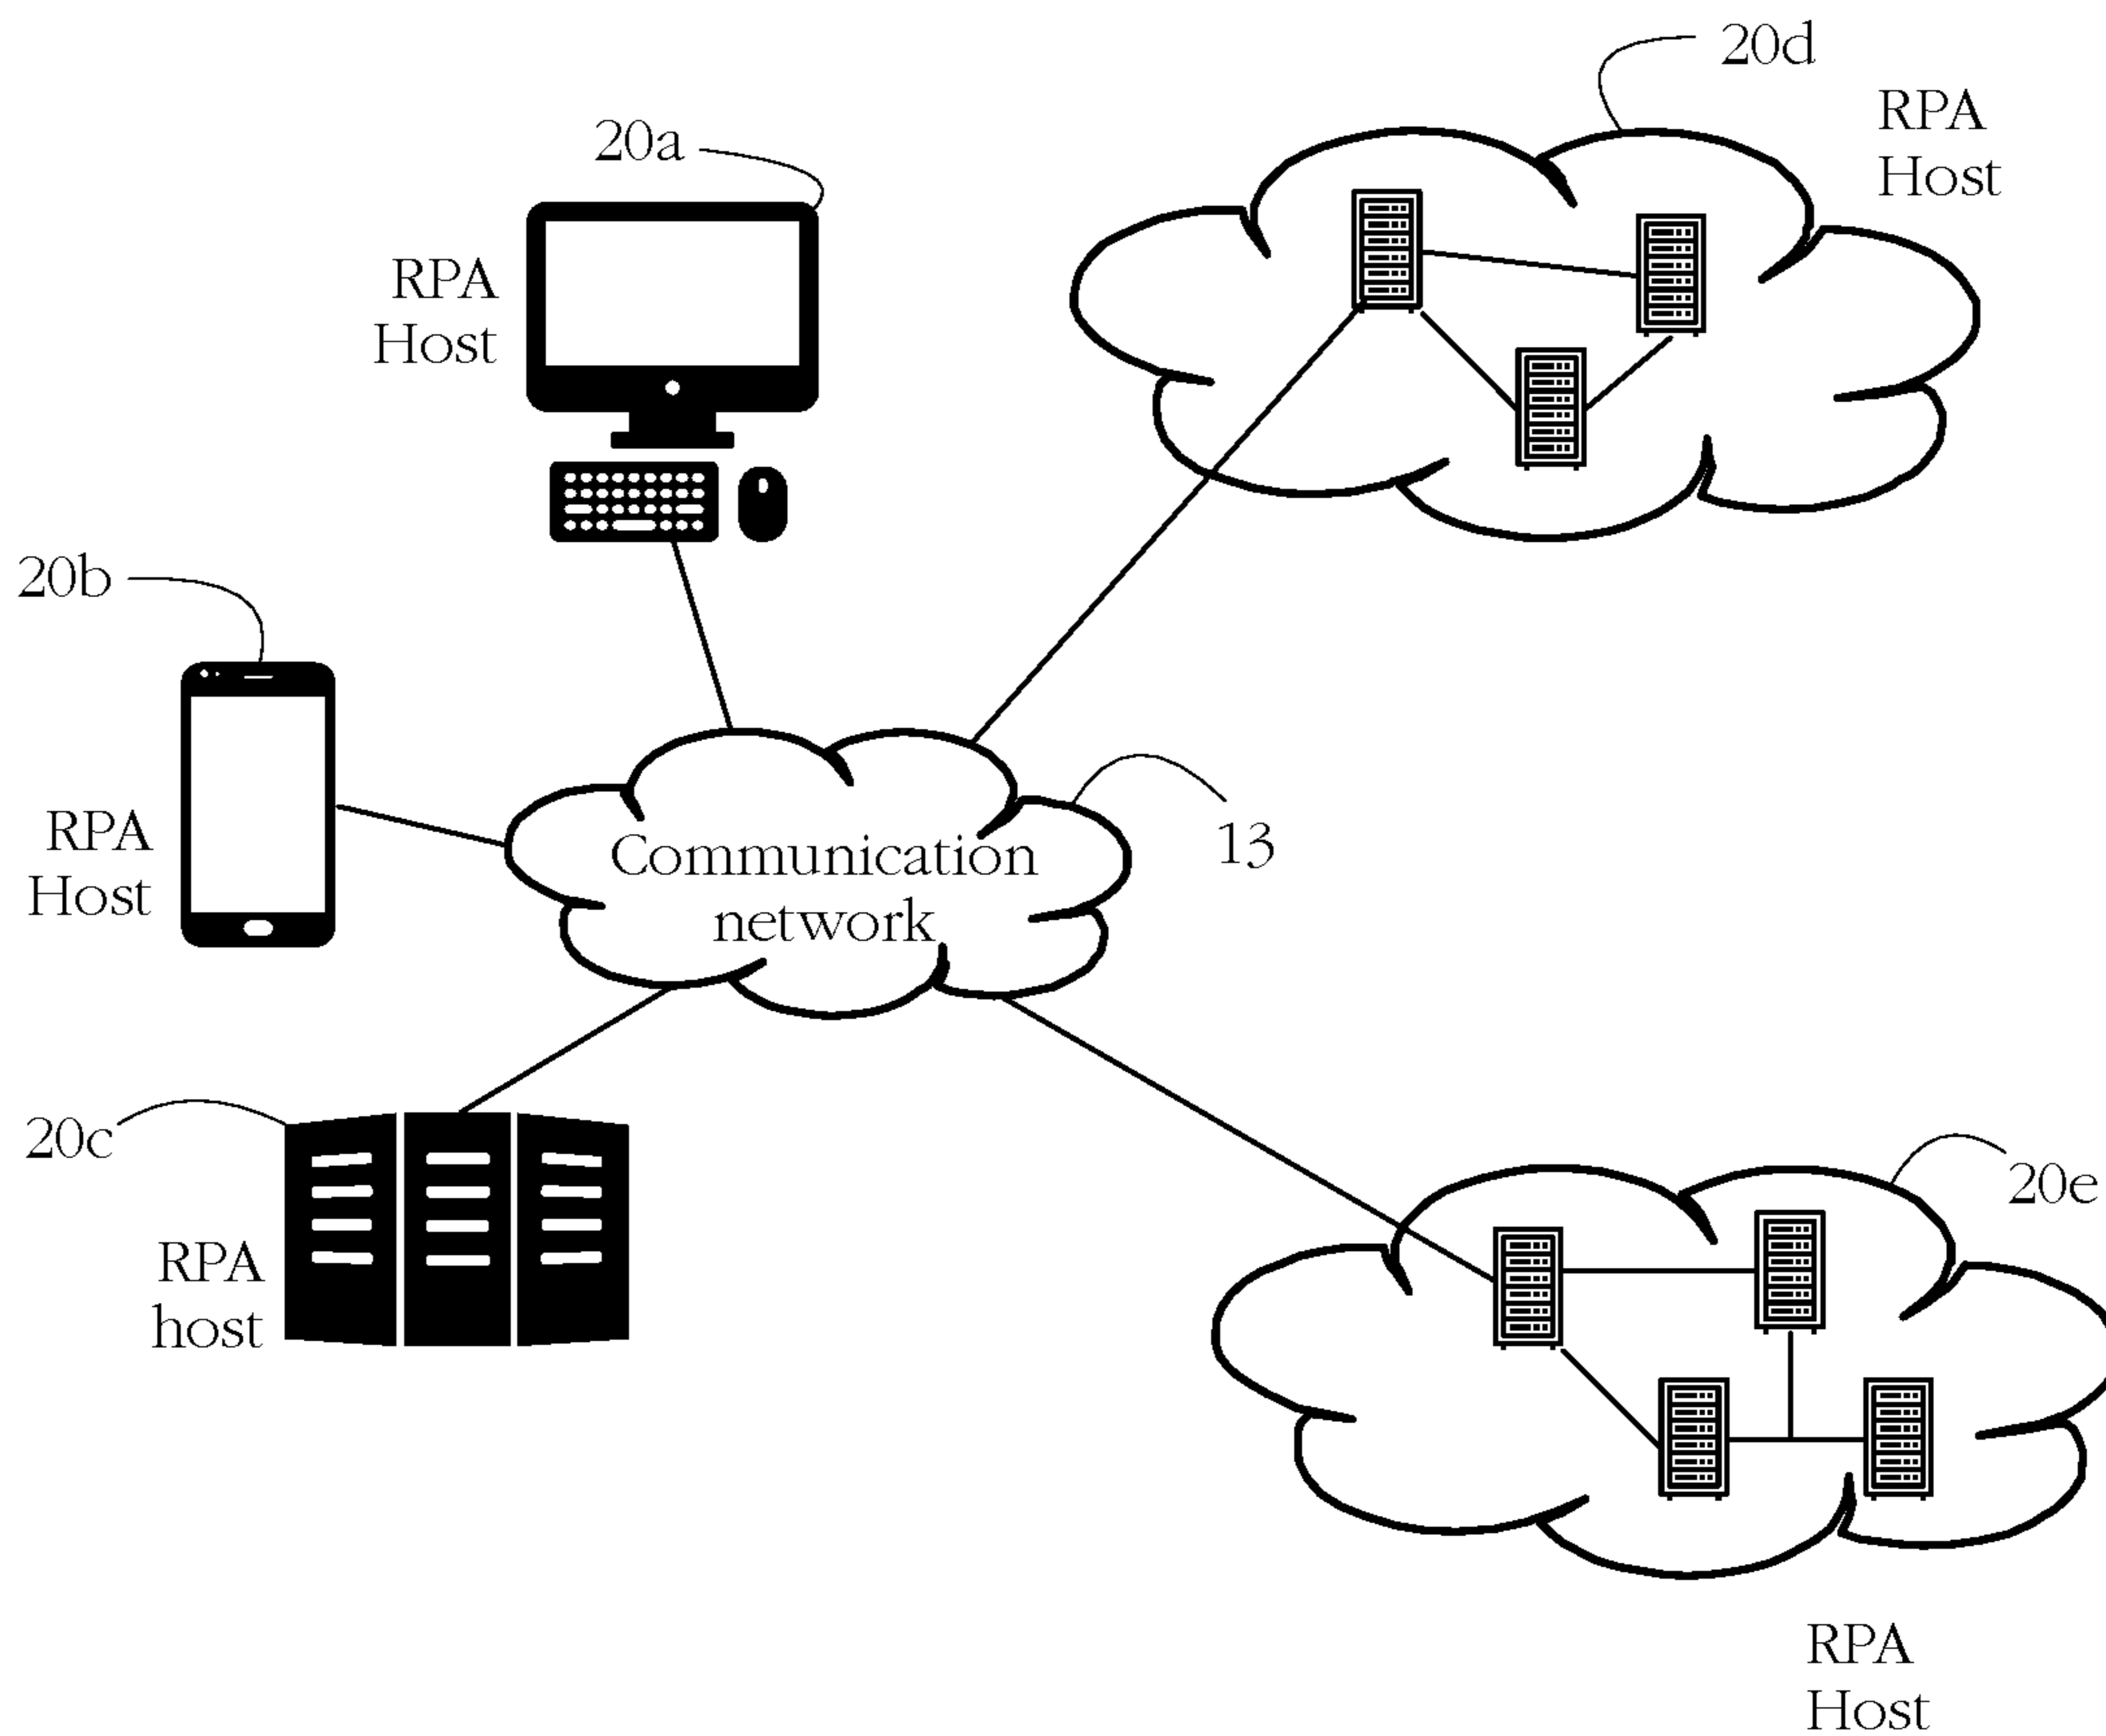 20d
RPA
Host
20a
RPA
Host
20b
RPA
Host
Communication
network
13
20c
RPA
host
20e
RPA
Host